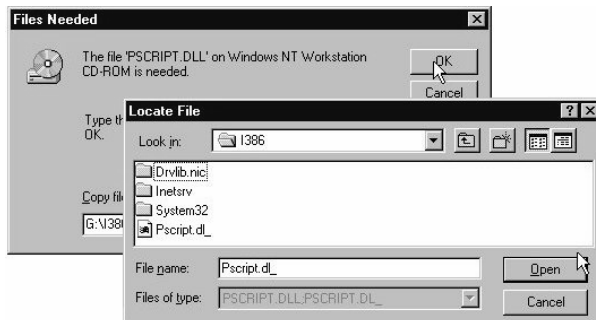 Files Needed
The file 'PSCRIPT.DLL' on Windows NT Workstation
CD-ROM is needed.
OK
Cancel
Type th
OK.
Copy file
G:\I38
Locate File
Look in:
I386
Drvlib.nic
Inetsrv
System32
Pscript.dl_
File name:
Pscript.dl_
Open
Files of type:
PSCRIPT.DLL;PSCRIPT.DL_
Cancel